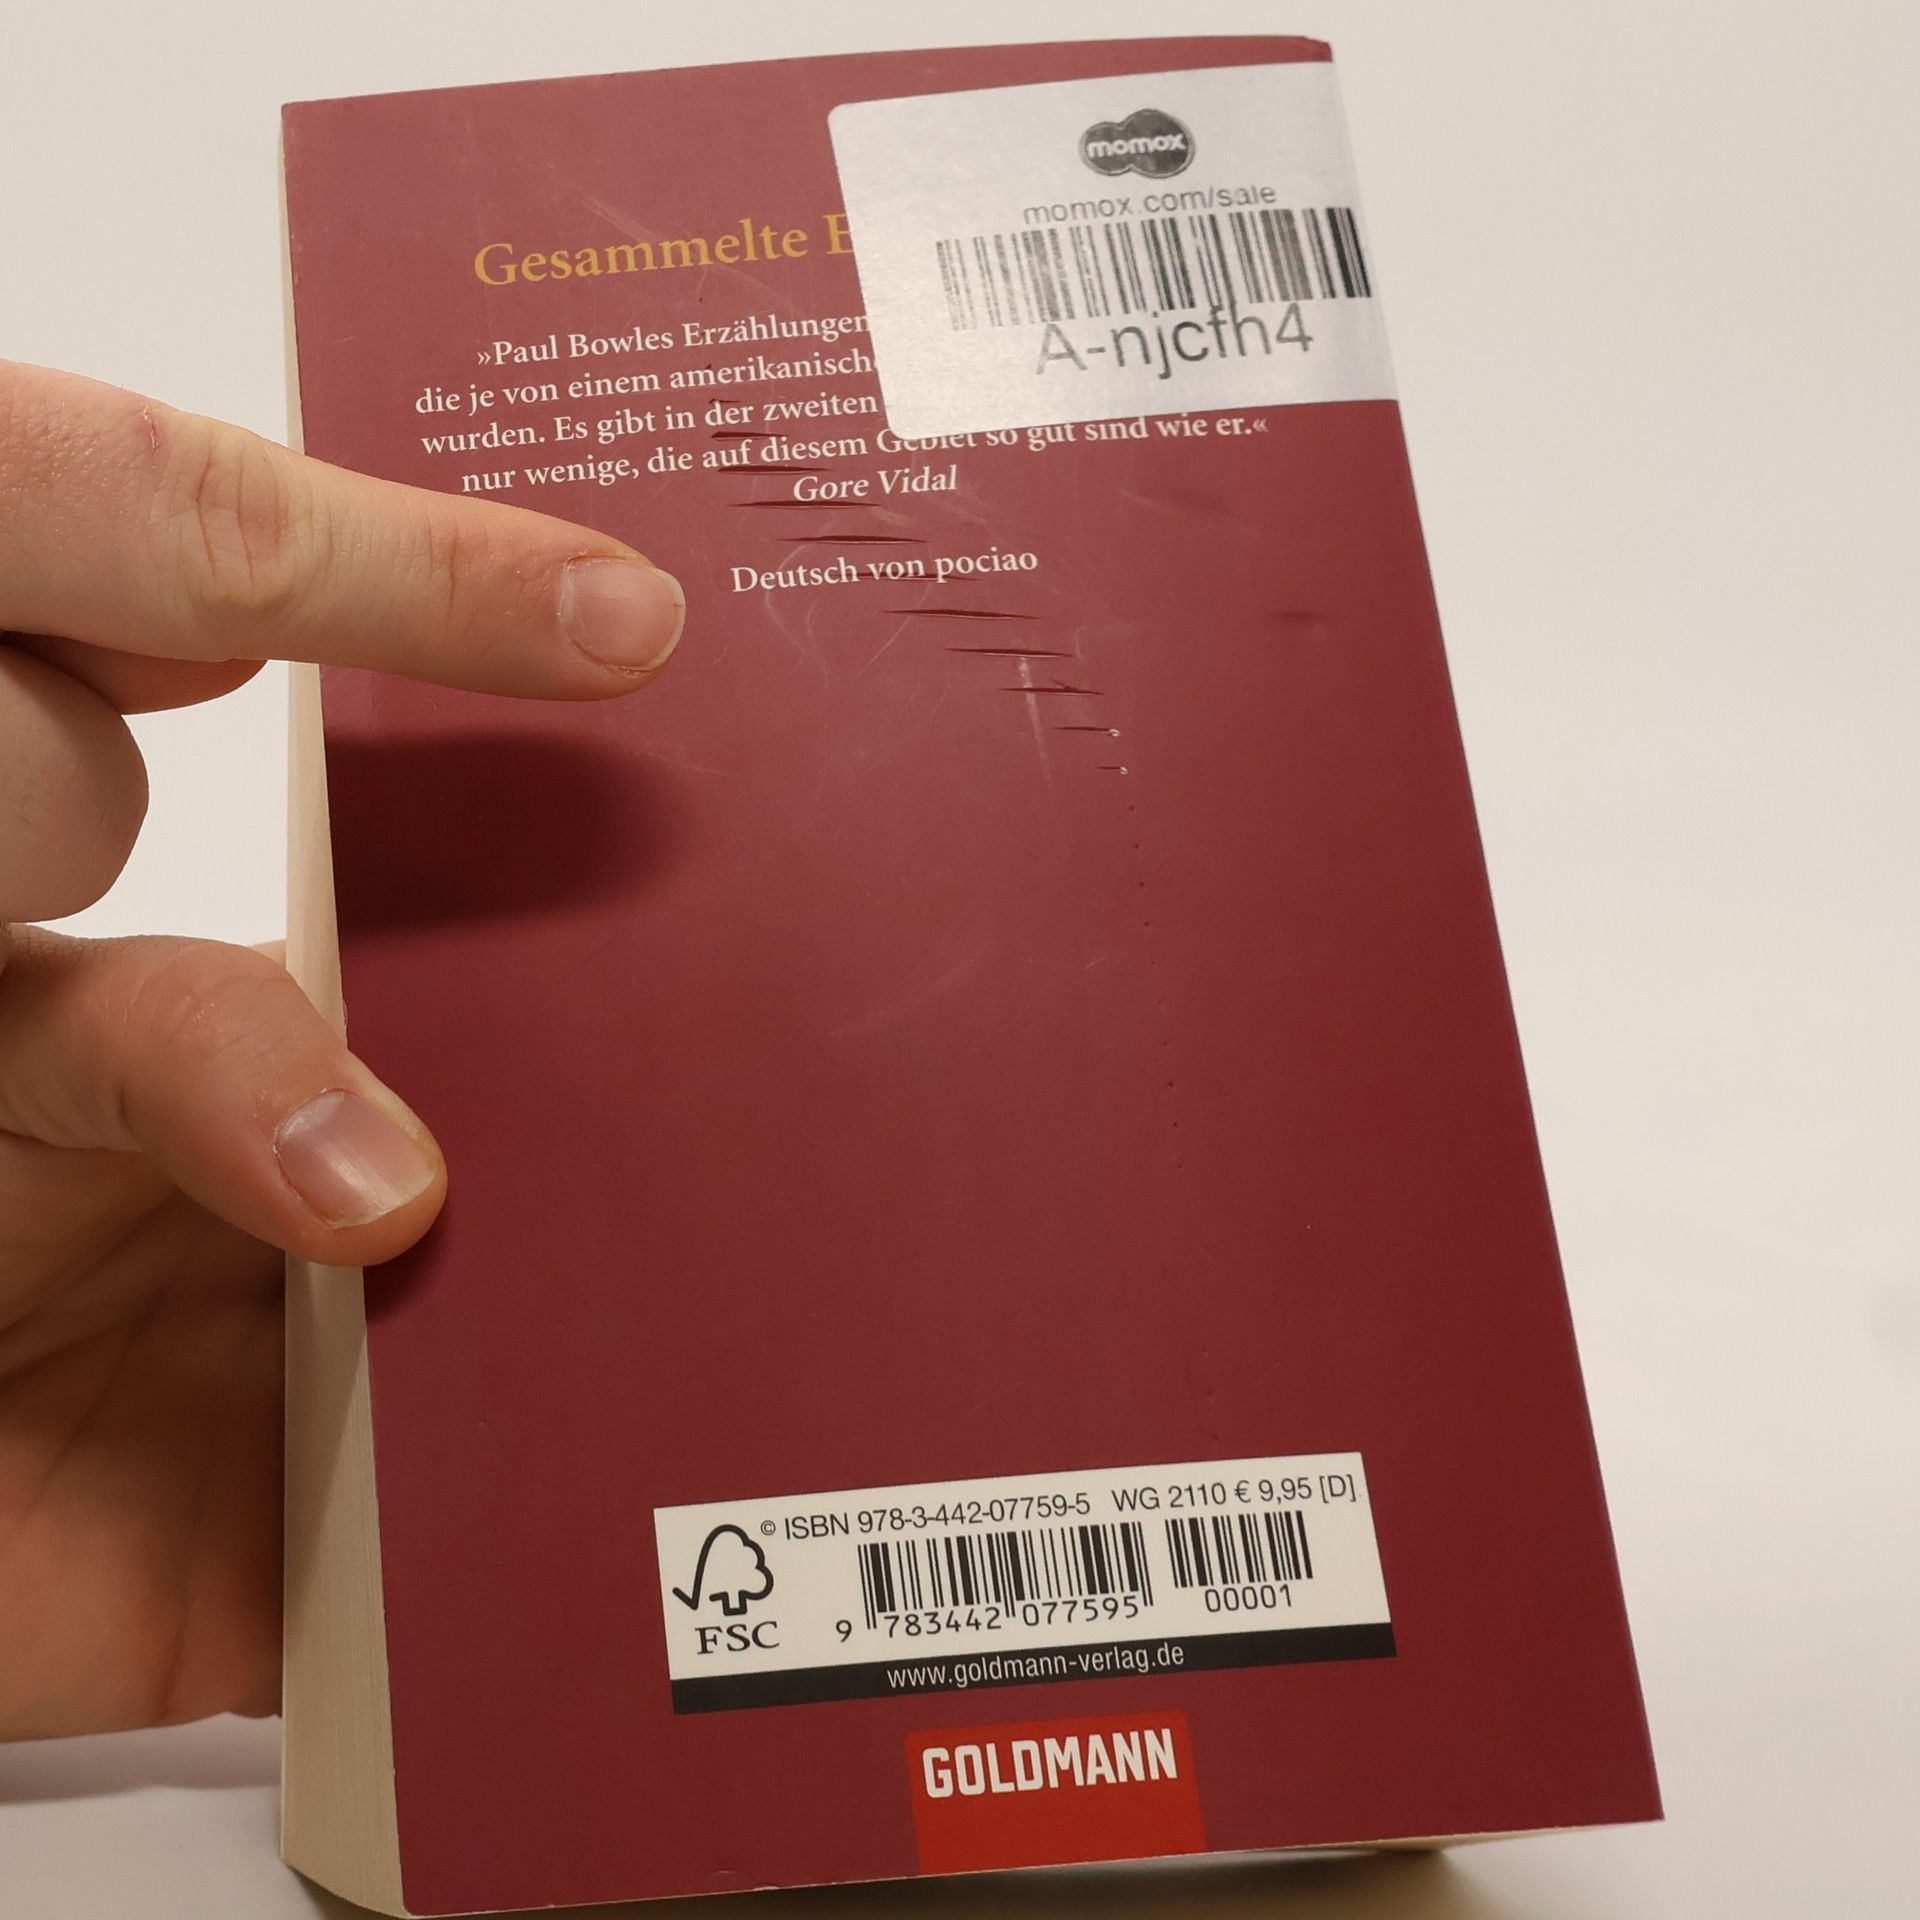 momox
momox.com/sale
A-njcfh4
Gesammelte E
»Paul Bowles Erzählungen
die je von einem amerikanische
wurden. Es gibt in der zweiten
nur wenige, die auf diesem Gebiet so gut sind wie er.«
Gore Vidal
Deutsch von pociao
© ISBN 978-3-442-07759-5 WG 2110 € 9,95 [D]
FSC
9 783442 077595 00001
www.goldmann-verlag.de
GOLDMANN